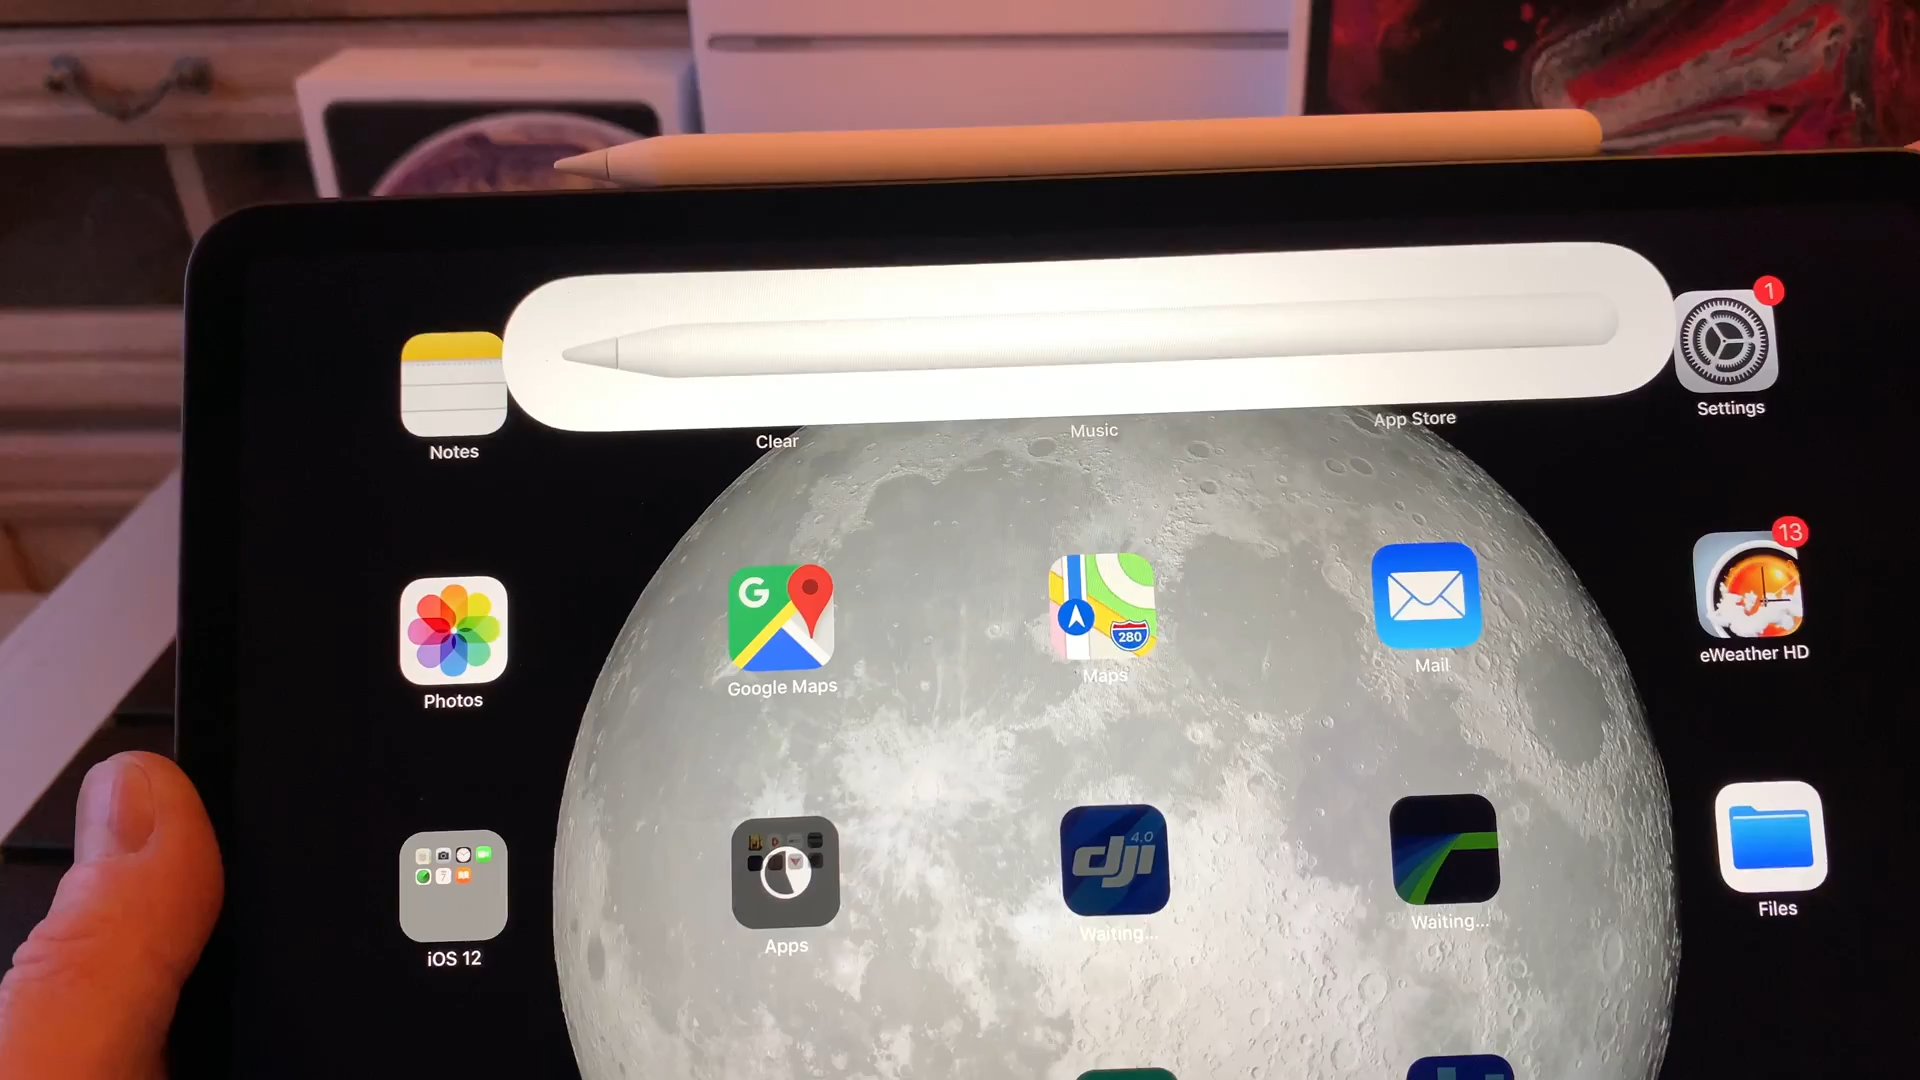 1
Notes
Clear
Music
App Store
Settings
13
G
280
Photos
Google Maps
Maps
Mail
eWeather HD
4.0
dji
7
iOS 12
Apps
Waiting...
Waiting...
Files